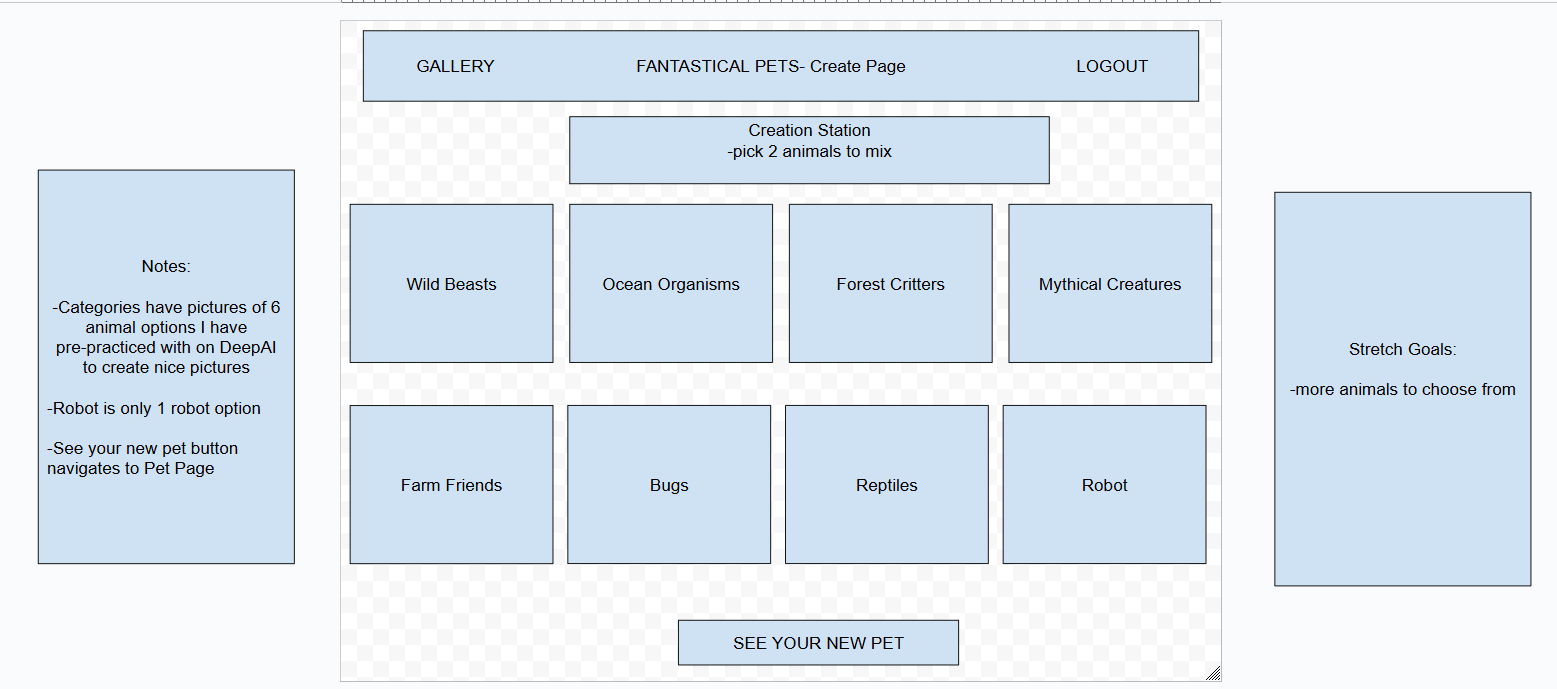 GALLERY
FANTASTICAL PETS- Create Page
LOGOUT
Creation Station
-pick 2 animals to mix
Notes:
-Categories have pictures of 6
animal options I have
pre-practiced with on DeepAI
to create nice pictures
-Robot is only 1 robot option
-See your new pet button
navigates to Pet Page
Wild Beasts
Ocean Organisms
Forest Critters
Mythical Creatures
Farm Friends
Bugs
Reptiles
Robot
SEE YOUR NEW PET
Stretch Goals:
-more animals to choose from